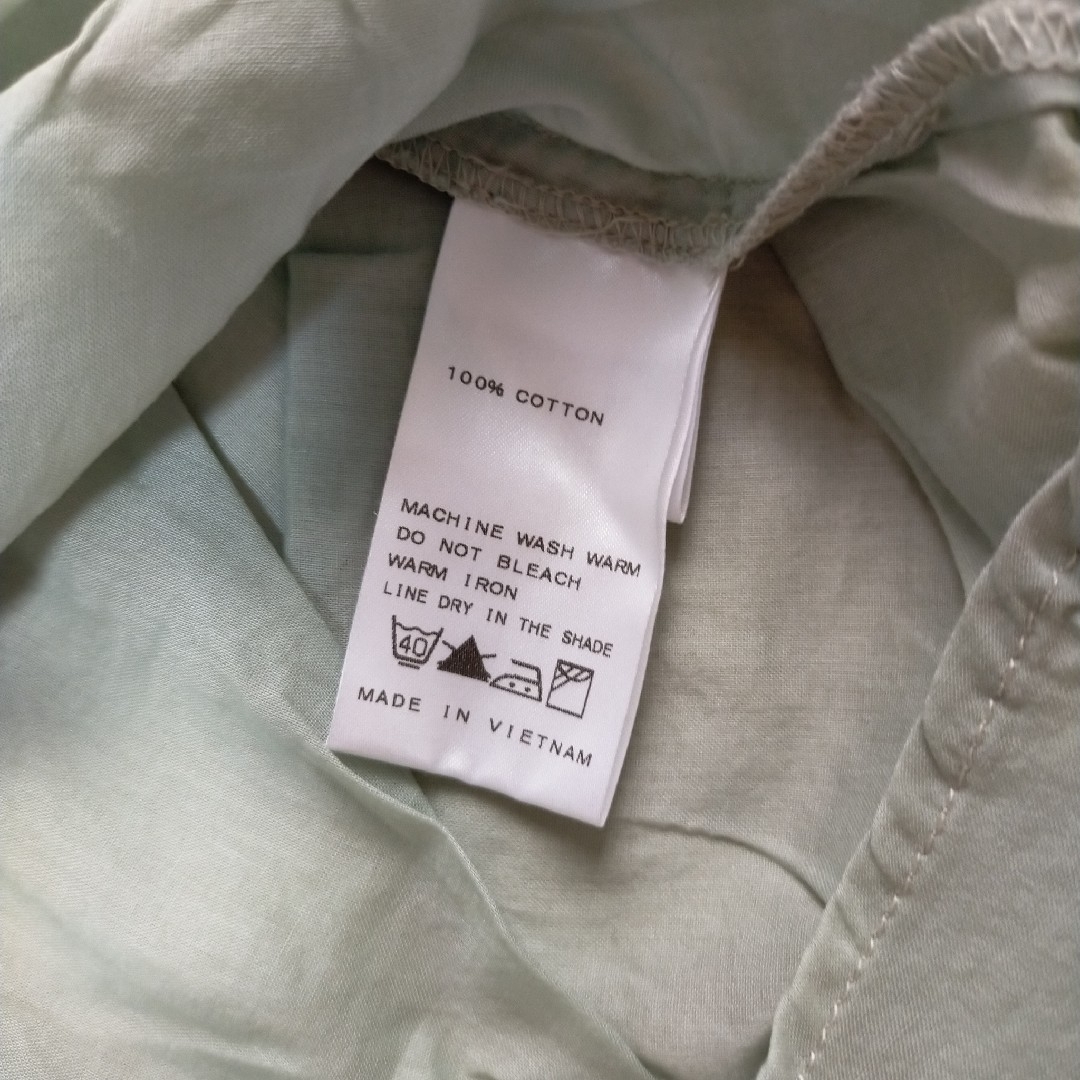 100% COTTON
MACHINE WASH WARM
DO NOT BLEACH
WARM IRON
LINE DRY IN THE SHADE
40
MADE IN VIETNAM